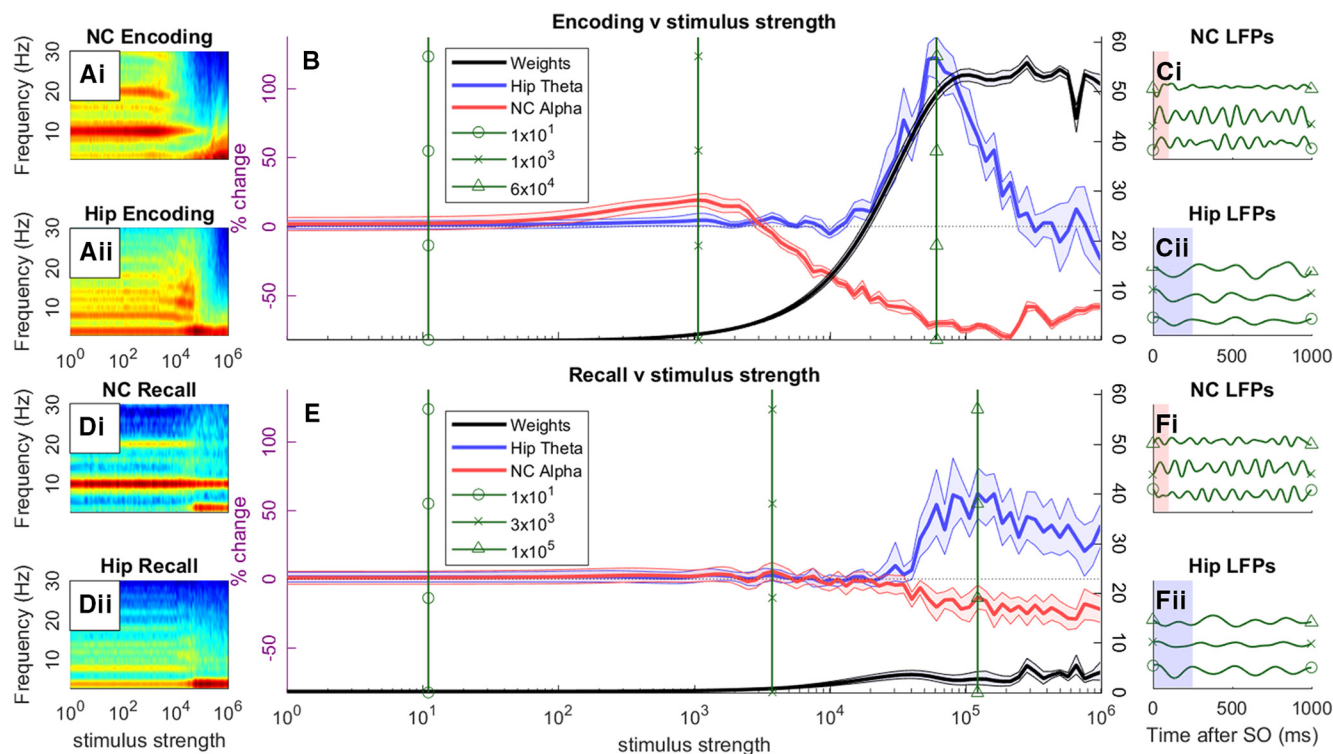 NC Encoding
Frequency (Hz)
30
20
10
Ai
Hip Encoding
Frequency (Hz)
30
20
10
Aii
10^0 10^2 10^4 10^6
Encoding v stimulus strength
B
% change
100
50
0
-50
Weights
Hip Theta
NC Alpha
1x10^1
1x10^3
6x10^4
60
50
40
30
20
10
0
10^0 10^1 10^2 10^3 10^4 10^5 10^6
NC LFPs
Ci
Hip LFPs
Cii
0 500 1000
NC Recall
Frequency (Hz)
30
20
10
Di
Hip Recall
Frequency (Hz)
30
20
10
Dii
10^0 10^2 10^4 10^6
stimulus strength
Recall v stimulus strength
E
% change
100
50
0
-50
Weights
Hip Theta
NC Alpha
1x10^1
3x10^3
1x10^5
60
50
40
30
20
10
0
10^0 10^1 10^2 10^3 10^4 10^5 10^6
stimulus strength
NC LFPs
Fi
Hip LFPs
Fii
0 500 1000
Time after SO (ms)